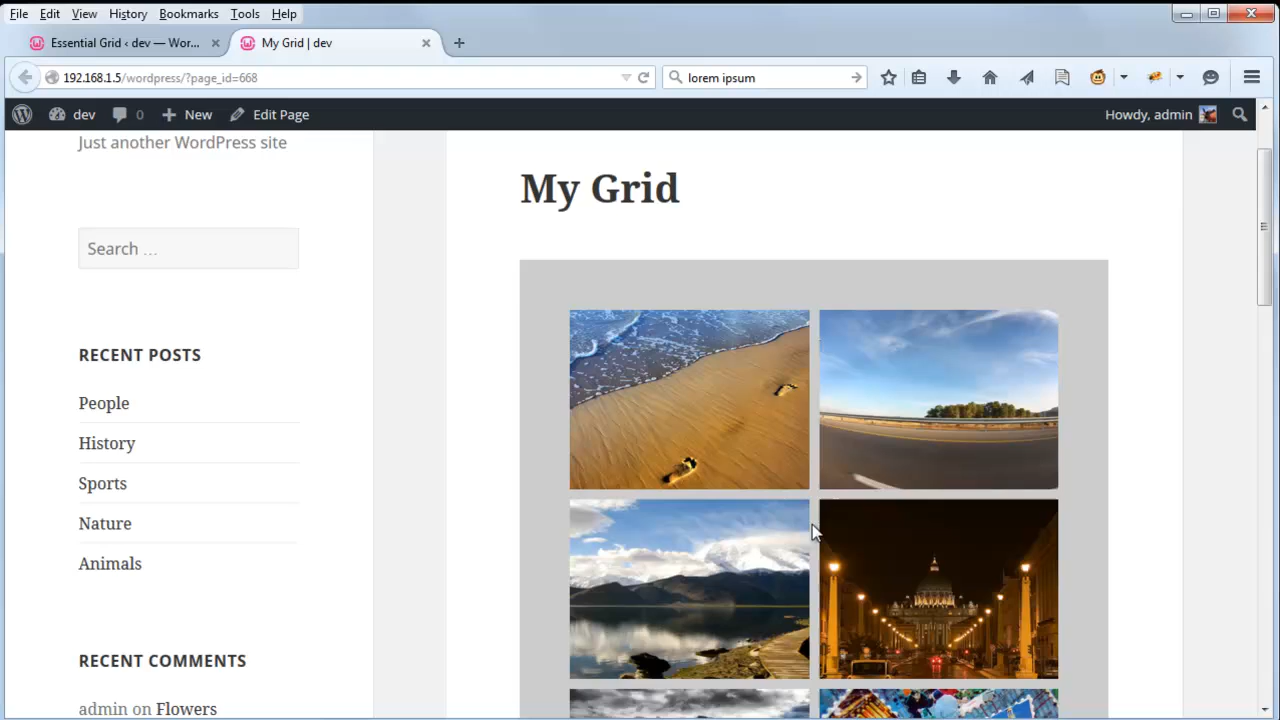 File Edit View History Bookmarks Tools Help
Essential Grid ‹ dev — Wor...
My Grid | dev
192.168.1.5/wordpress/?page_id=668
lorem ipsum
dev 0 New Edit Page Howdy, admin
Just another WordPress site
My Grid
Search …
RECENT POSTS
People
History
Sports
Nature
Animals
RECENT COMMENTS
admin on Flowers